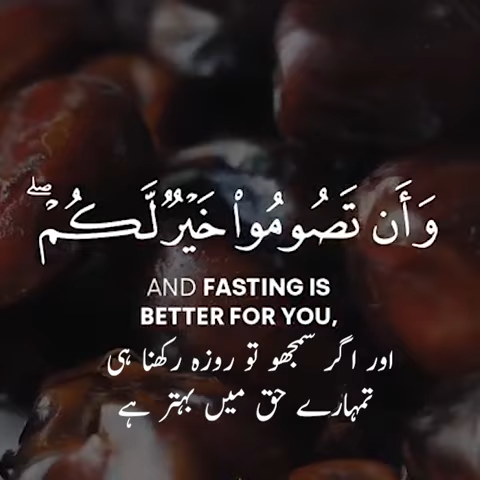 وَأَن تَصُومُوا۟ خَيْرٌ لَّكُمْ ۖ
AND FASTING IS
BETTER FOR YOU,
اور اگر سمجھو تو روزہ رکھنا ہی
تمہارے حق میں بہتر ہے